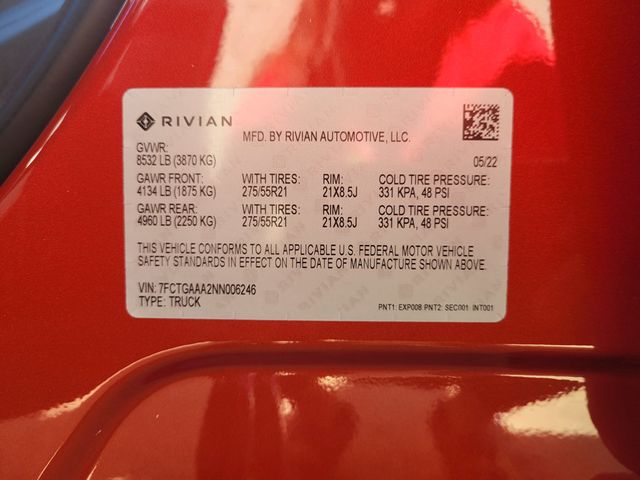 RIVIAN
MFD. BY RIVIAN AUTOMOTIVE, LLC.
GVWR:
8532 LB (3870 KG) 05/22
GAWR FRONT: WITH TIRES: RIM: COLD TIRE PRESSURE:
4134 LB (1875 KG) 275/55R21 21X8.5J 331 KPA, 48 PSI
GAWR REAR: WITH TIRES: RIM: COLD TIRE PRESSURE:
4960 LB (2250 KG) 275/55R21 21X8.5J 331 KPA, 48 PSI
THIS VEHICLE CONFORMS TO ALL APPLICABLE U.S. FEDERAL MOTOR VEHICLE
SAFETY STANDARDS IN EFFECT ON THE DATE OF MANUFACTURE SHOWN ABOVE.
VIN: 7FCTGAAA2NN006246
TYPE: TRUCK
PNT1: EXP008 PNT2: SEC001 INT001